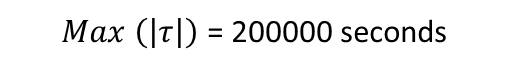 Max (|τ|) = 200000 seconds